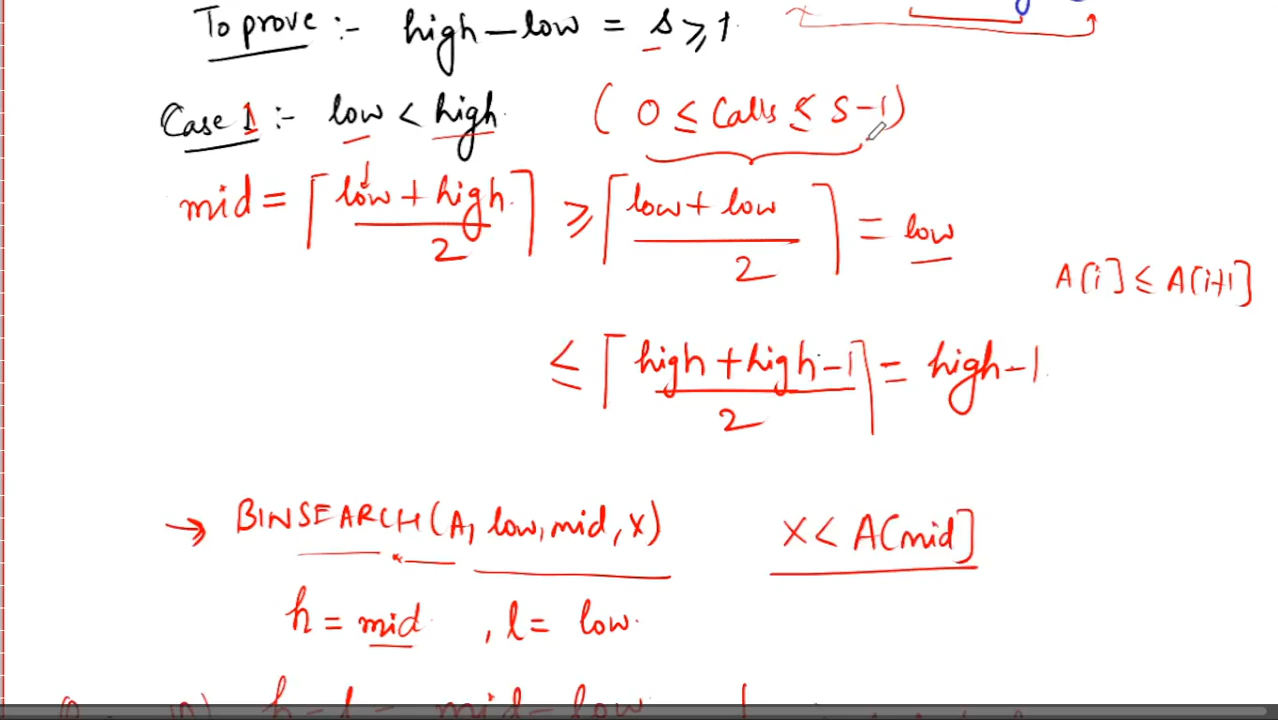 To prove :- high - low = s ≥ 1
Case 1 :- low < high ( 0 ≤ Calls ≤ s-1)
mid = ⌈(low + high)/2⌉ ≥ ⌈(low + low)/2⌉ = low
A[i] ≤ A[i+1]
≤ ⌈(high + high - 1)/2⌉ = high - 1
→ BINSEARCH(A, low, mid, x) x < A[mid]
h = mid , l = low